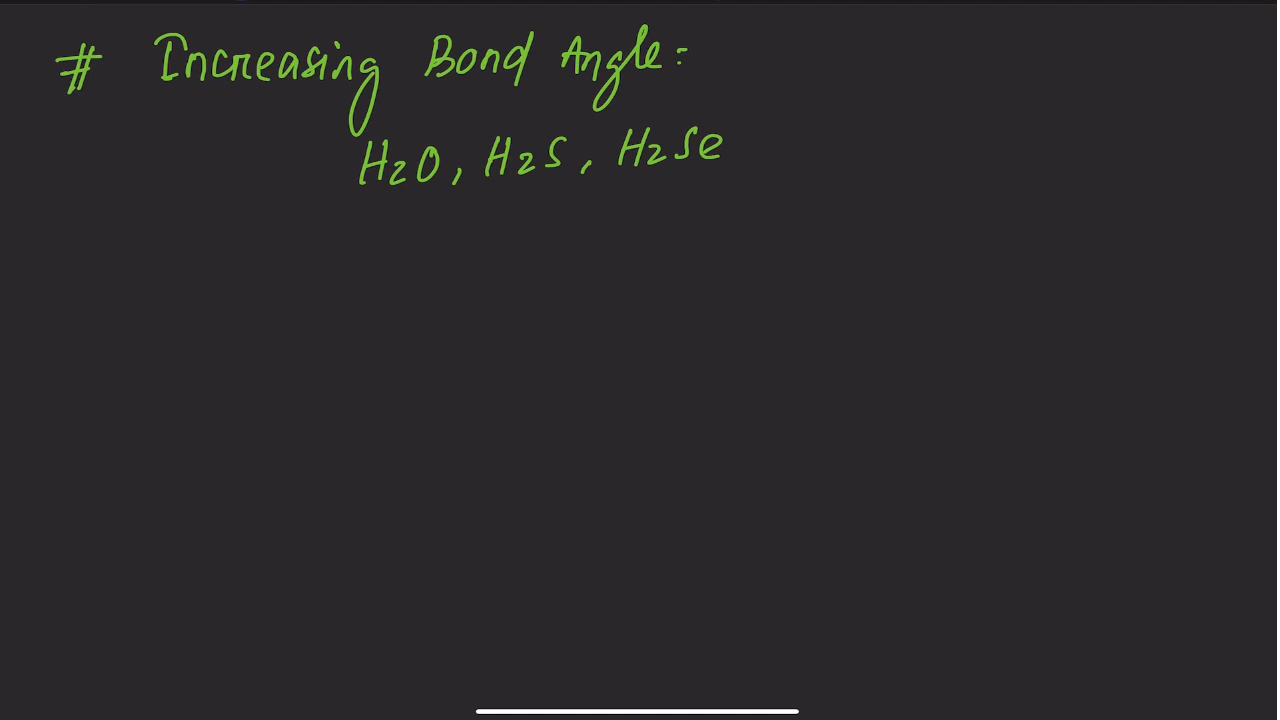 # Increasing Bond Angle:
H₂O, H₂S, H₂Se